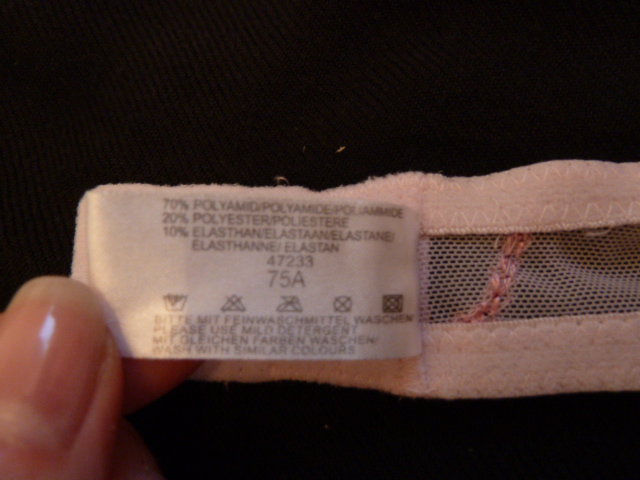 70% POLYAMID/POLYAMIDE/POLIAMMIDE
20% POLYESTER/POLIESTERE
10% ELASTHAN/ELASTAAN/ELASTANE/
ELASTHANNE/ ELASTAN
47233
75A
BITTE MIT FEINWASCHMITTEL WASCHEN
PLEASE USE MILD DETERGENT
MIT GLEICHEN FARBEN WASCHEN/
WASH WITH SIMILAR COLOURS